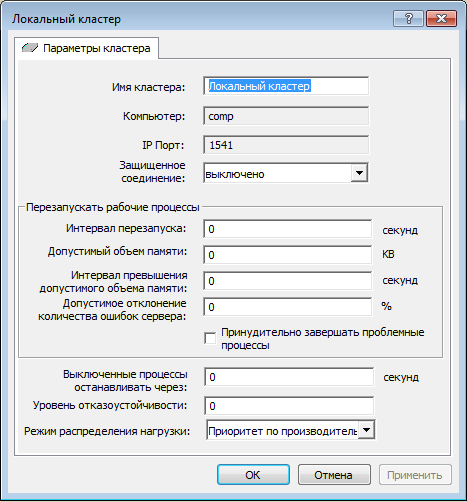 Локальный кластер
Параметры кластера
Имя кластера: Локальный кластер
Компьютер: comp
IP Порт: 1541
Защищенное
соединение: выключено
Перезапускать рабочие процессы
Интервал перезапуска: 0 секунд
Допустимый объем памяти: 0 KB
Интервал превышения
допустимого объема памяти: 0 секунд
Допустимое отклонение
количества ошибок сервера: 0 %
Принудительно завершать проблемные
процессы
Выключенные процессы
останавливать через: 0 секунд
Уровень отказоустойчивости: 0
Режим распределения нагрузки: Приоритет по производитель
OK Отмена Применить